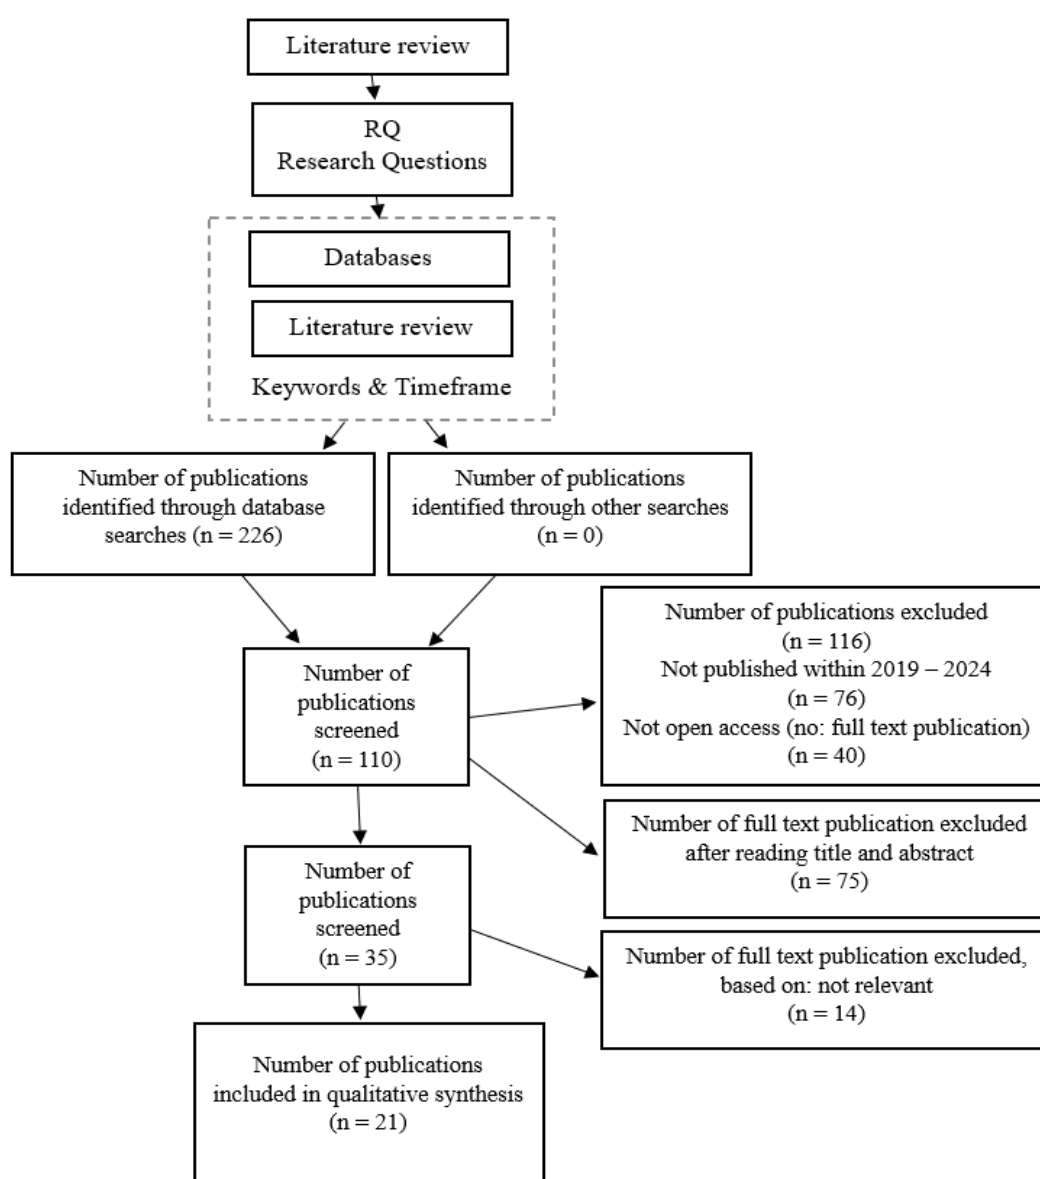 Literature review
RQ
Research Questions
Databases
Literature review
Keywords & Timeframe
Number of publications
identified through database
searches (n = 226)
Number of publications
identified through other searches
(n = 0)
Number of publications excluded
(n = 116)
Not published within 2019 – 2024
(n = 76)
Not open access (no: full text publication)
(n = 40)
Number of
publications
screened
(n = 110)
Number of full text publication excluded
after reading title and abstract
(n = 75)
Number of
publications
screened
(n = 35)
Number of full text publication excluded,
based on: not relevant
(n = 14)
Number of publications
included in qualitative synthesis
(n = 21)